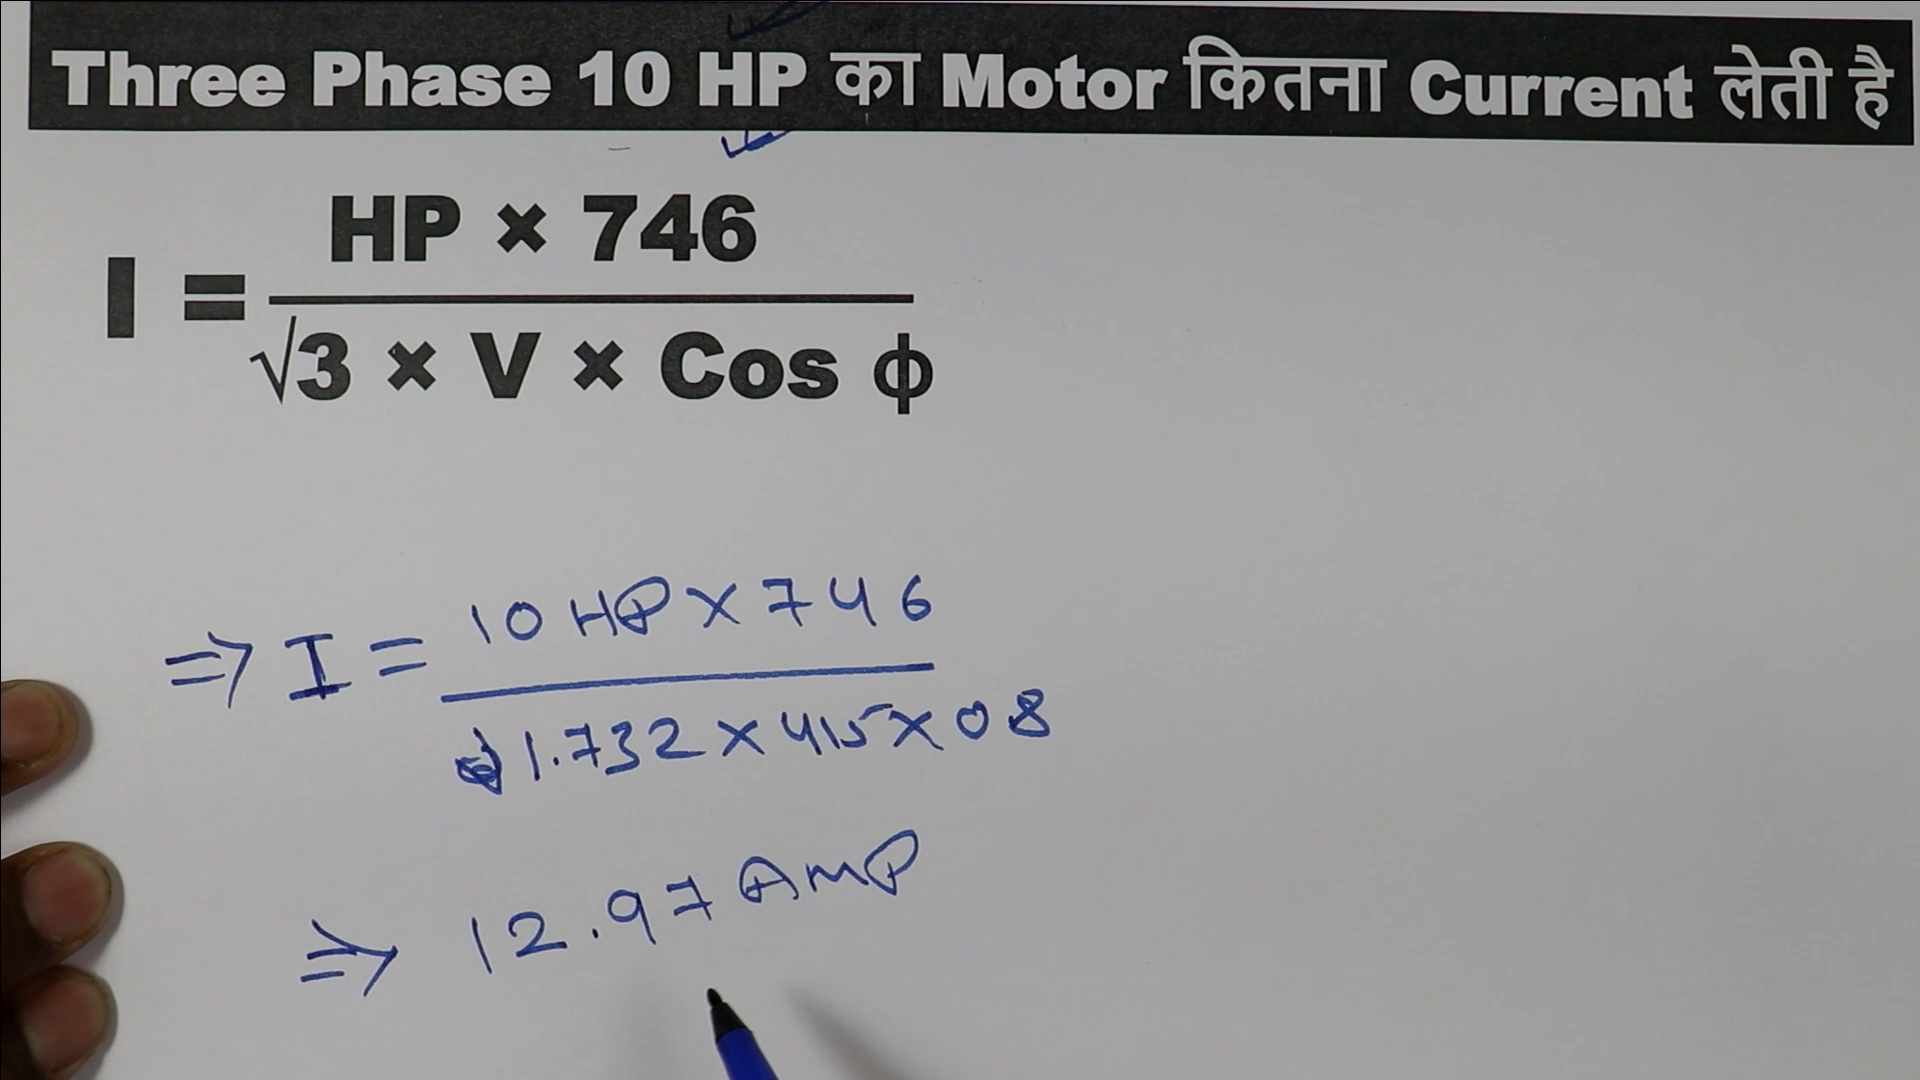 Three Phase 10 HP का Motor कितना Current लेती है
HP × 746
I =
√3 × V × Cos ϕ
10 HP × 746
⇒ I =
1.732 × 415 × 08
⇒ 12.97 AMP